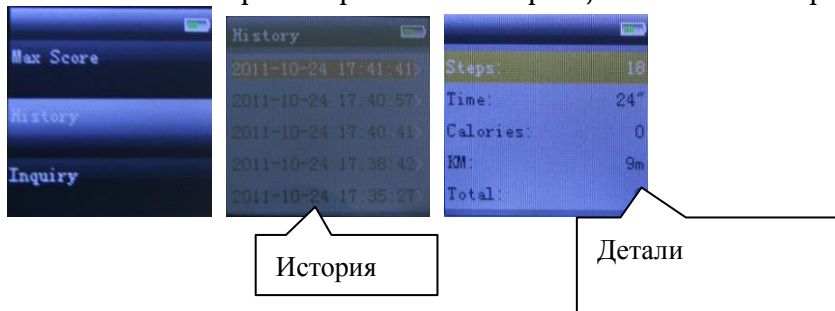 Max Score
History
Inquiry
History
2011-10-24 17:41:41>
2011-10-24 17:40:57>
2011-10-24 17:40:41>
2011-10-24 17:38:42>
2011-10-24 17:35:27>
Steps: 18
Time: 24"
Calories: 0
KM: 9m
Total:
История
Детали